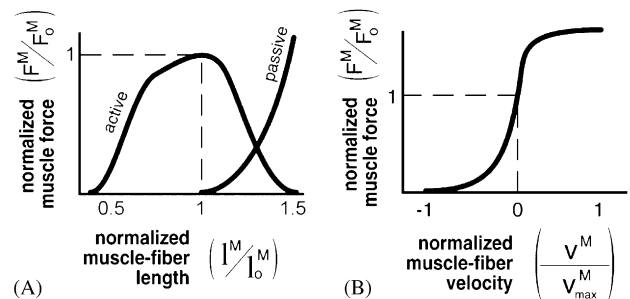 normalized
muscle force
(F^M/F_o^M)
1
active
passive
0.5 1 1.5
normalized
muscle-fiber
length
(l^M/l_o^M)
(A)
normalized
muscle force
(F^M/F_o^M)
1
-1 0 1
normalized
muscle-fiber
velocity
(V^M/V_max^M)
(B)